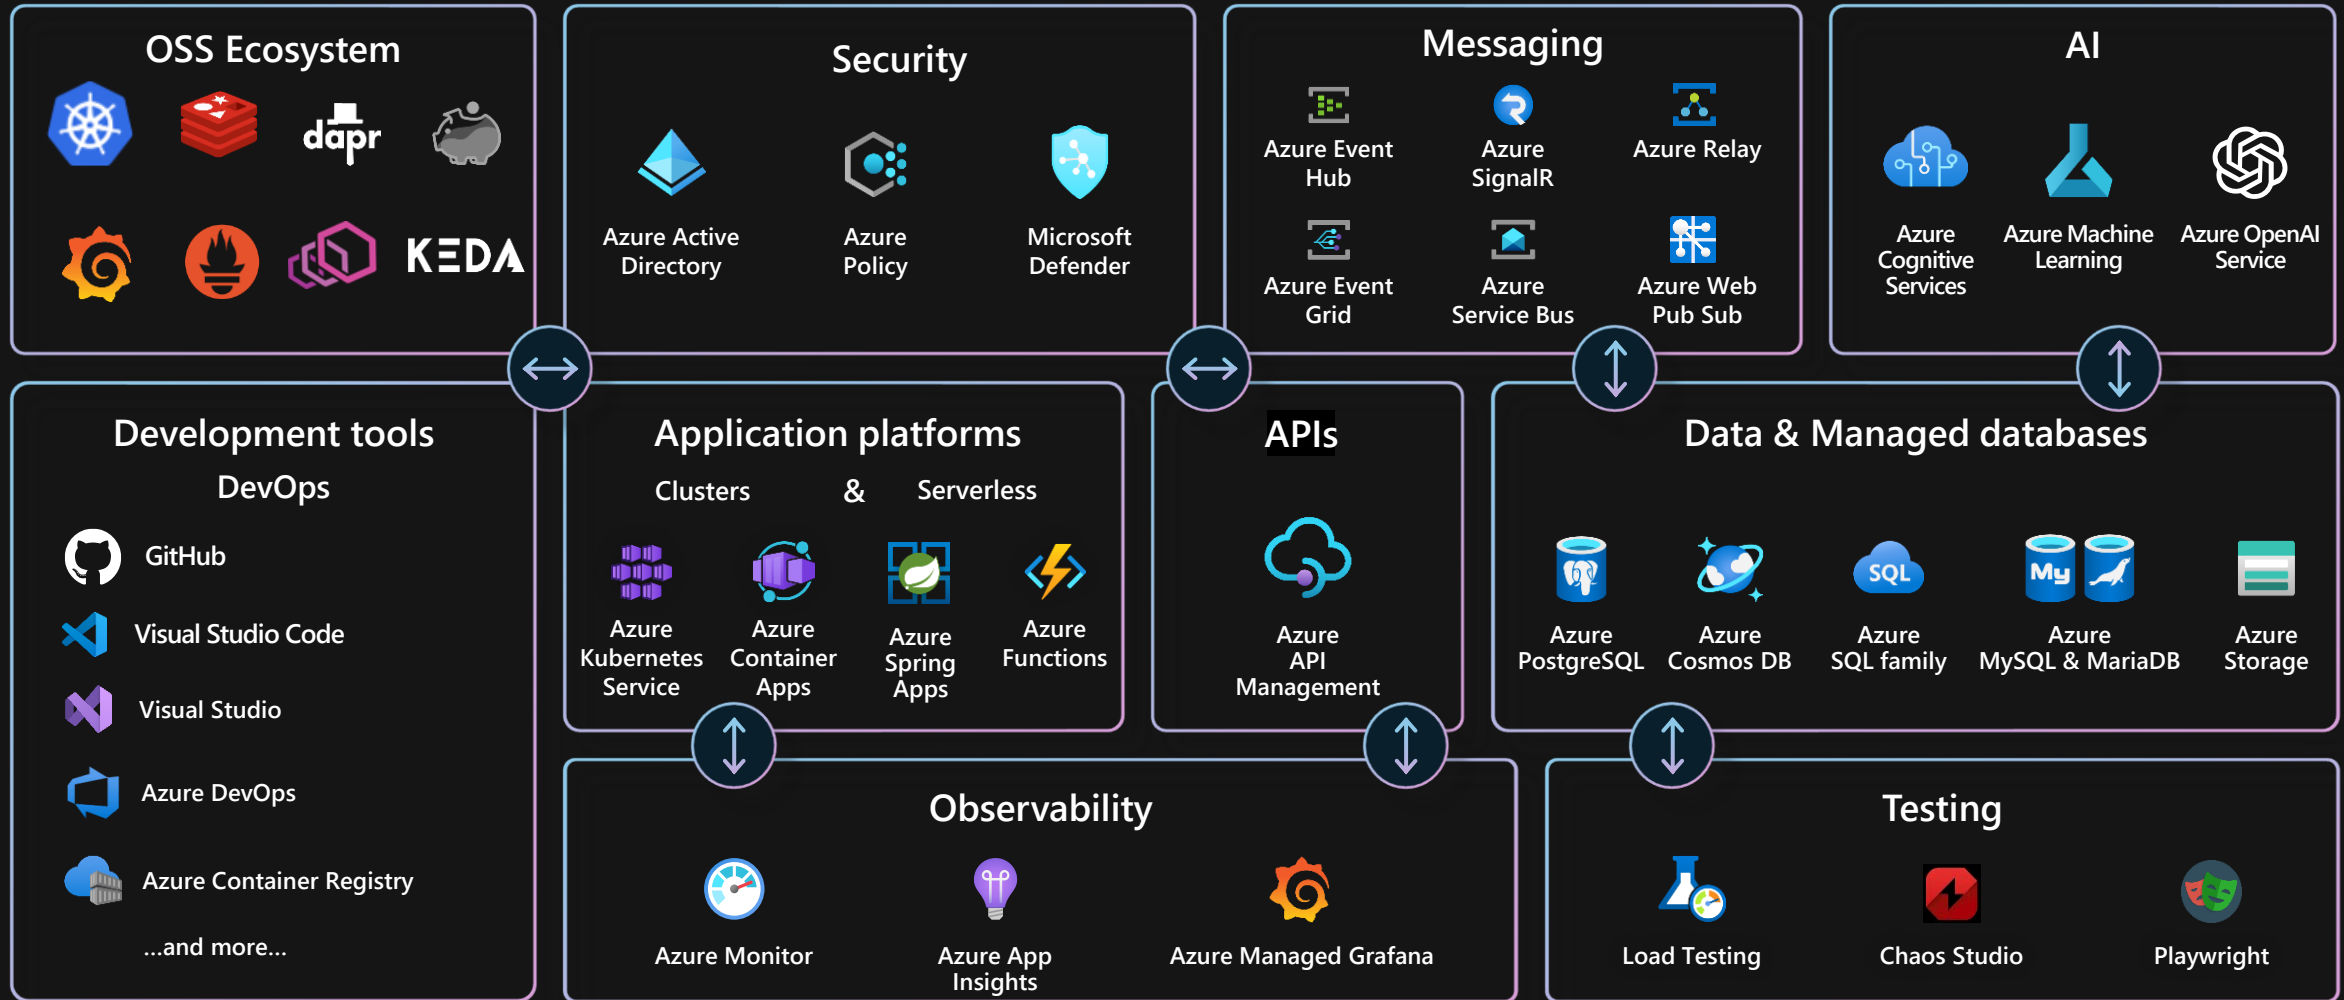 OSS Ecosystem
dapr
KEDA
Security
Azure Active
Directory
Azure
Policy
Microsoft
Defender
Messaging
Azure Event
Hub
Azure
SignalR
Azure Relay
Azure Event
Grid
Azure
Service Bus
Azure Web
Pub Sub
AI
Azure
Cognitive
Services
Azure Machine
Learning
Azure OpenAI
Service
Development tools
DevOps
GitHub
Visual Studio Code
Visual Studio
Azure DevOps
Azure Container Registry
...and more...
Application platforms
Clusters & Serverless
Azure
Kubernetes
Service
Azure
Container
Apps
Azure
Spring
Apps
Azure
Functions
APIs
Azure
API
Management
Data & Managed databases
Azure
PostgreSQL
Azure
Cosmos DB
SQL
Azure
SQL family
My
Azure
MySQL & MariaDB
Azure
Storage
Observability
Azure Monitor
Azure App
Insights
Azure Managed Grafana
Testing
Load Testing
Chaos Studio
Playwright